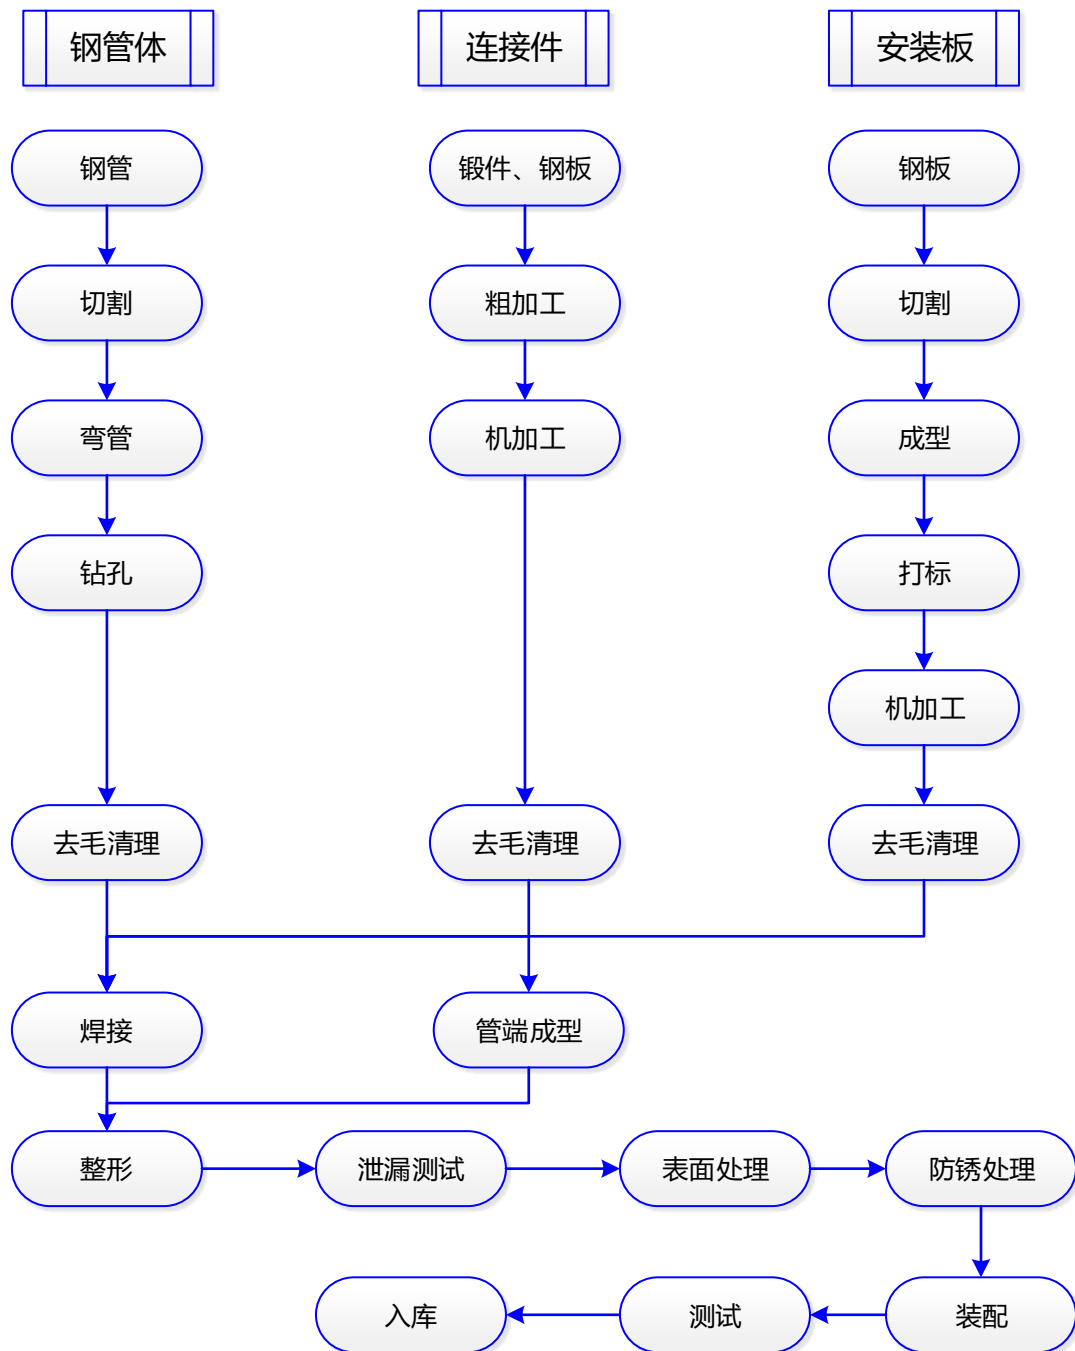 钢管体
连接件
安装板
钢管
锻件、钢板
钢板
切割
粗加工
切割
弯管
机加工
成型
钻孔
打标
机加工
去毛清理
去毛清理
去毛清理
焊接
管端成型
整形
泄漏测试
表面处理
防锈处理
入库
测试
装配